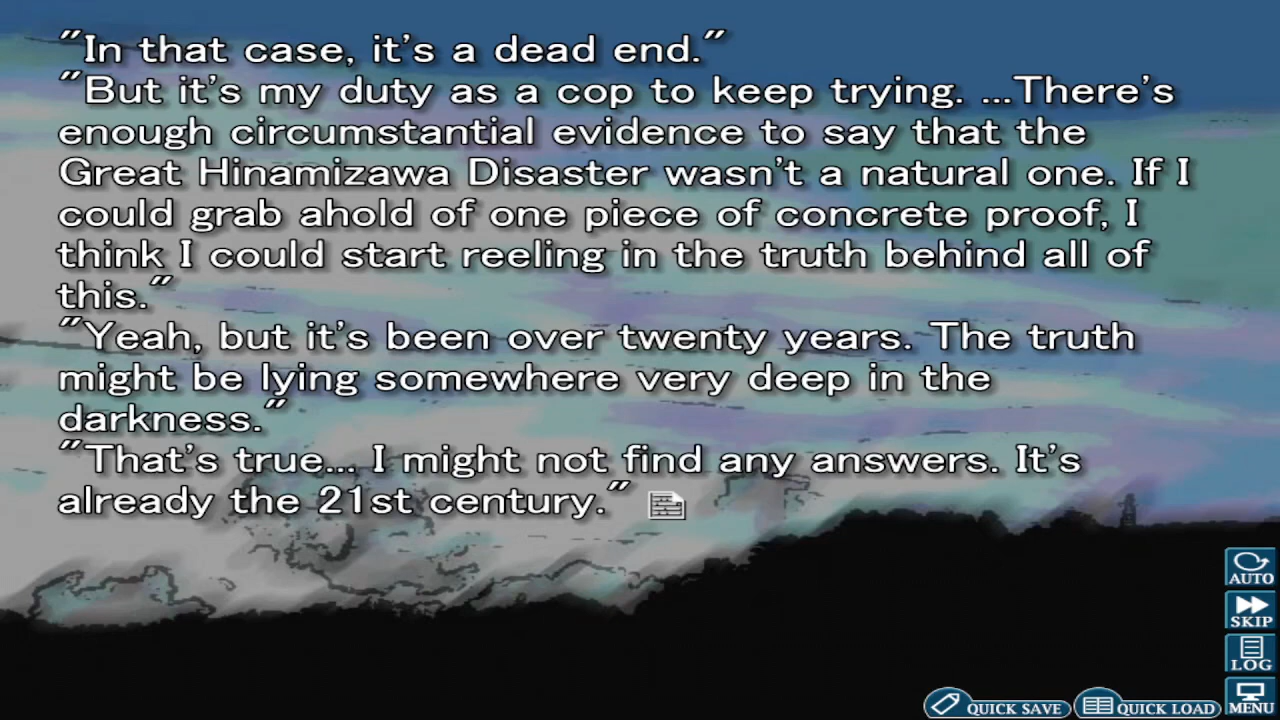 "In that case, it's a dead end."
"But it's my duty as a cop to keep trying. ...There's
enough circumstantial evidence to say that the
Great Hinamizawa Disaster wasn't a natural one. If I
could grab ahold of one piece of concrete proof, I
think I could start reeling in the truth behind all of
this."
"Yeah, but it's been over twenty years. The truth
might be lying somewhere very deep in the
darkness."
"That's true... I might not find any answers. It's
already the 21st century."
AUTO
SKIP
LOG
MENU
QUICK SAVE
QUICK LOAD